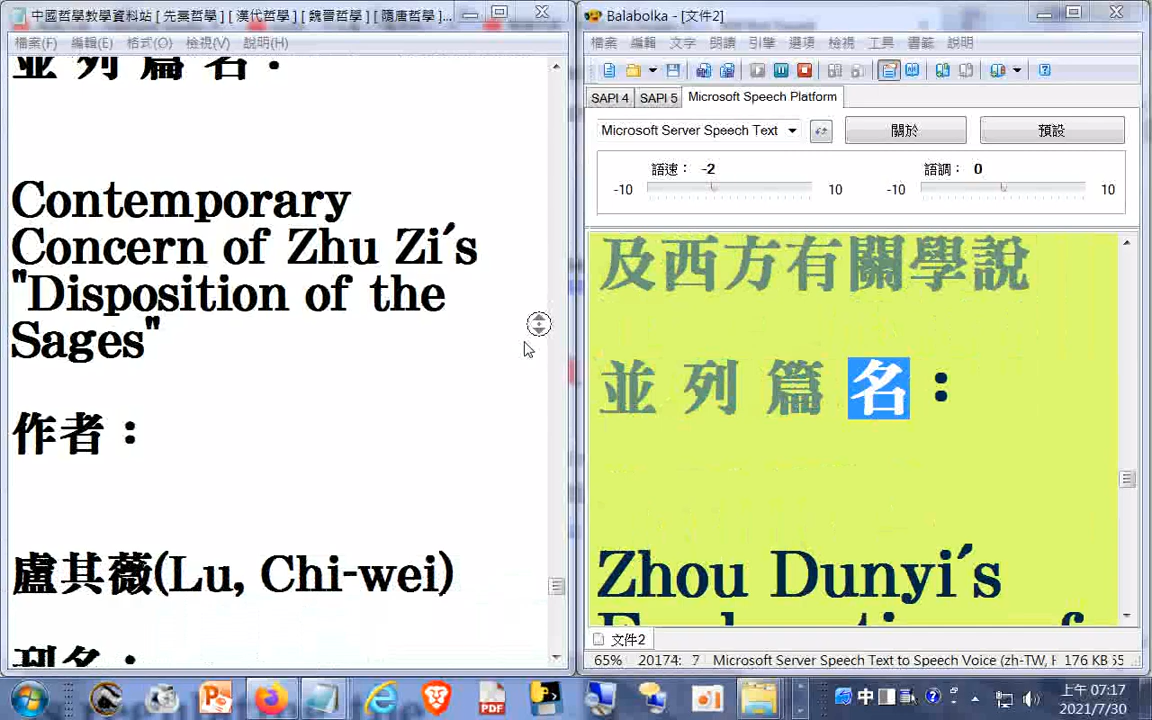 中國哲學教學資料站 [ 先秦哲學 ] [ 漢代哲學 ] [ 魏晉哲學 ] [ 隋唐哲學 ]...
檔案(F) 編輯(E) 格式(O) 檢視(V) 說明(H)
並 列 篇 名：
Contemporary
Concern of Zhu Zi's
"Disposition of the
Sages"
作者：
盧其薇(Lu, Chi-wei)
刊名：
Balabolka - [文件2]
檔案 編輯 文字 朗讀 引擎 選項 檢視 工具 書籤 說明
SAPI 4 SAPI 5 Microsoft Speech Platform
Microsoft Server Speech Text 關於 預設
語速： -2 語調： 0
-10 10 -10 10
及西方有關學說
並 列 篇 名：
Zhou Dunyi's
文件2
65% 20174: 7 Microsoft Server Speech Text to Speech Voice (zh-TW, H 176 KB
中
上午 07:17
2021/7/30